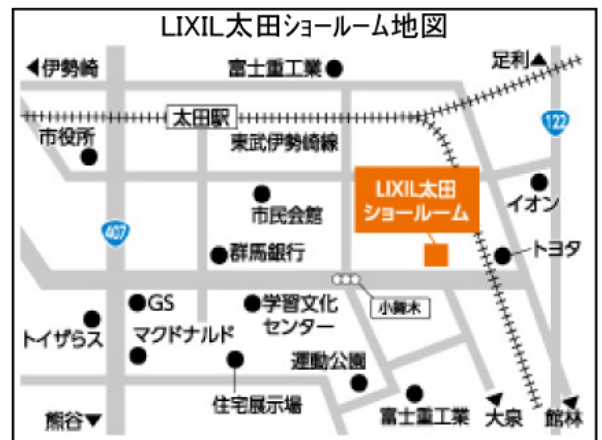 LIXIL太田ショールーム地図
◀伊勢崎
富士重工業
足利▲
太田駅
122
市役所
東武伊勢崎線
LIXIL太田
ショールーム
イオン
市民会館
407
群馬銀行
トヨタ
GS
学習文化
センター
小舞木
トイザらス
マクドナルド
運動公園
住宅展示場
熊谷▼
富士重工業
大泉
館林